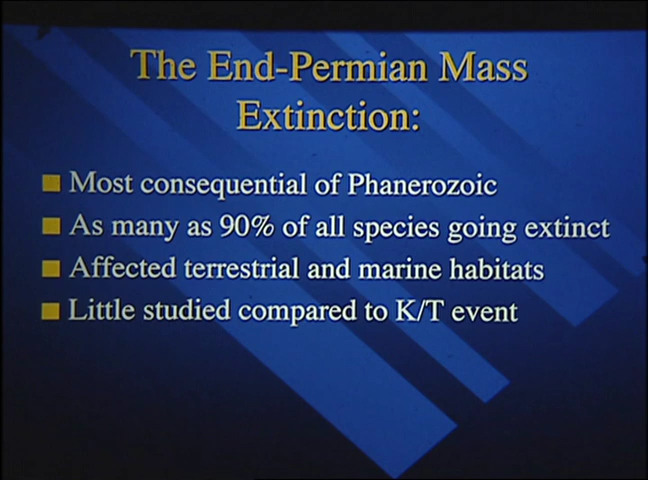 The End-Permian Mass
Extinction:
Most consequential of Phanerozoic
As many as 90% of all species going extinct
Affected terrestrial and marine habitats
Little studied compared to K/T event